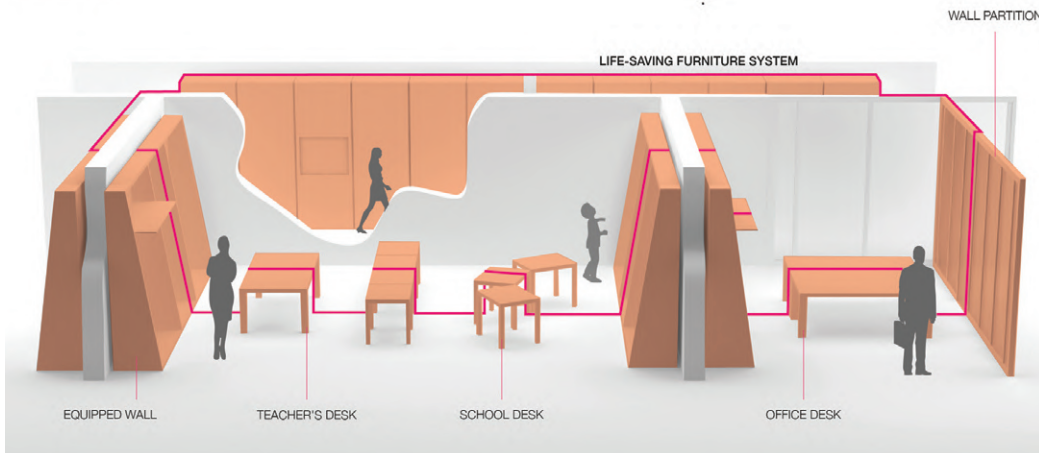 WALL PARTITION
LIFE-SAVING FURNITURE SYSTEM
EQUIPPED WALL
TEACHER'S DESK
SCHOOL DESK
OFFICE DESK